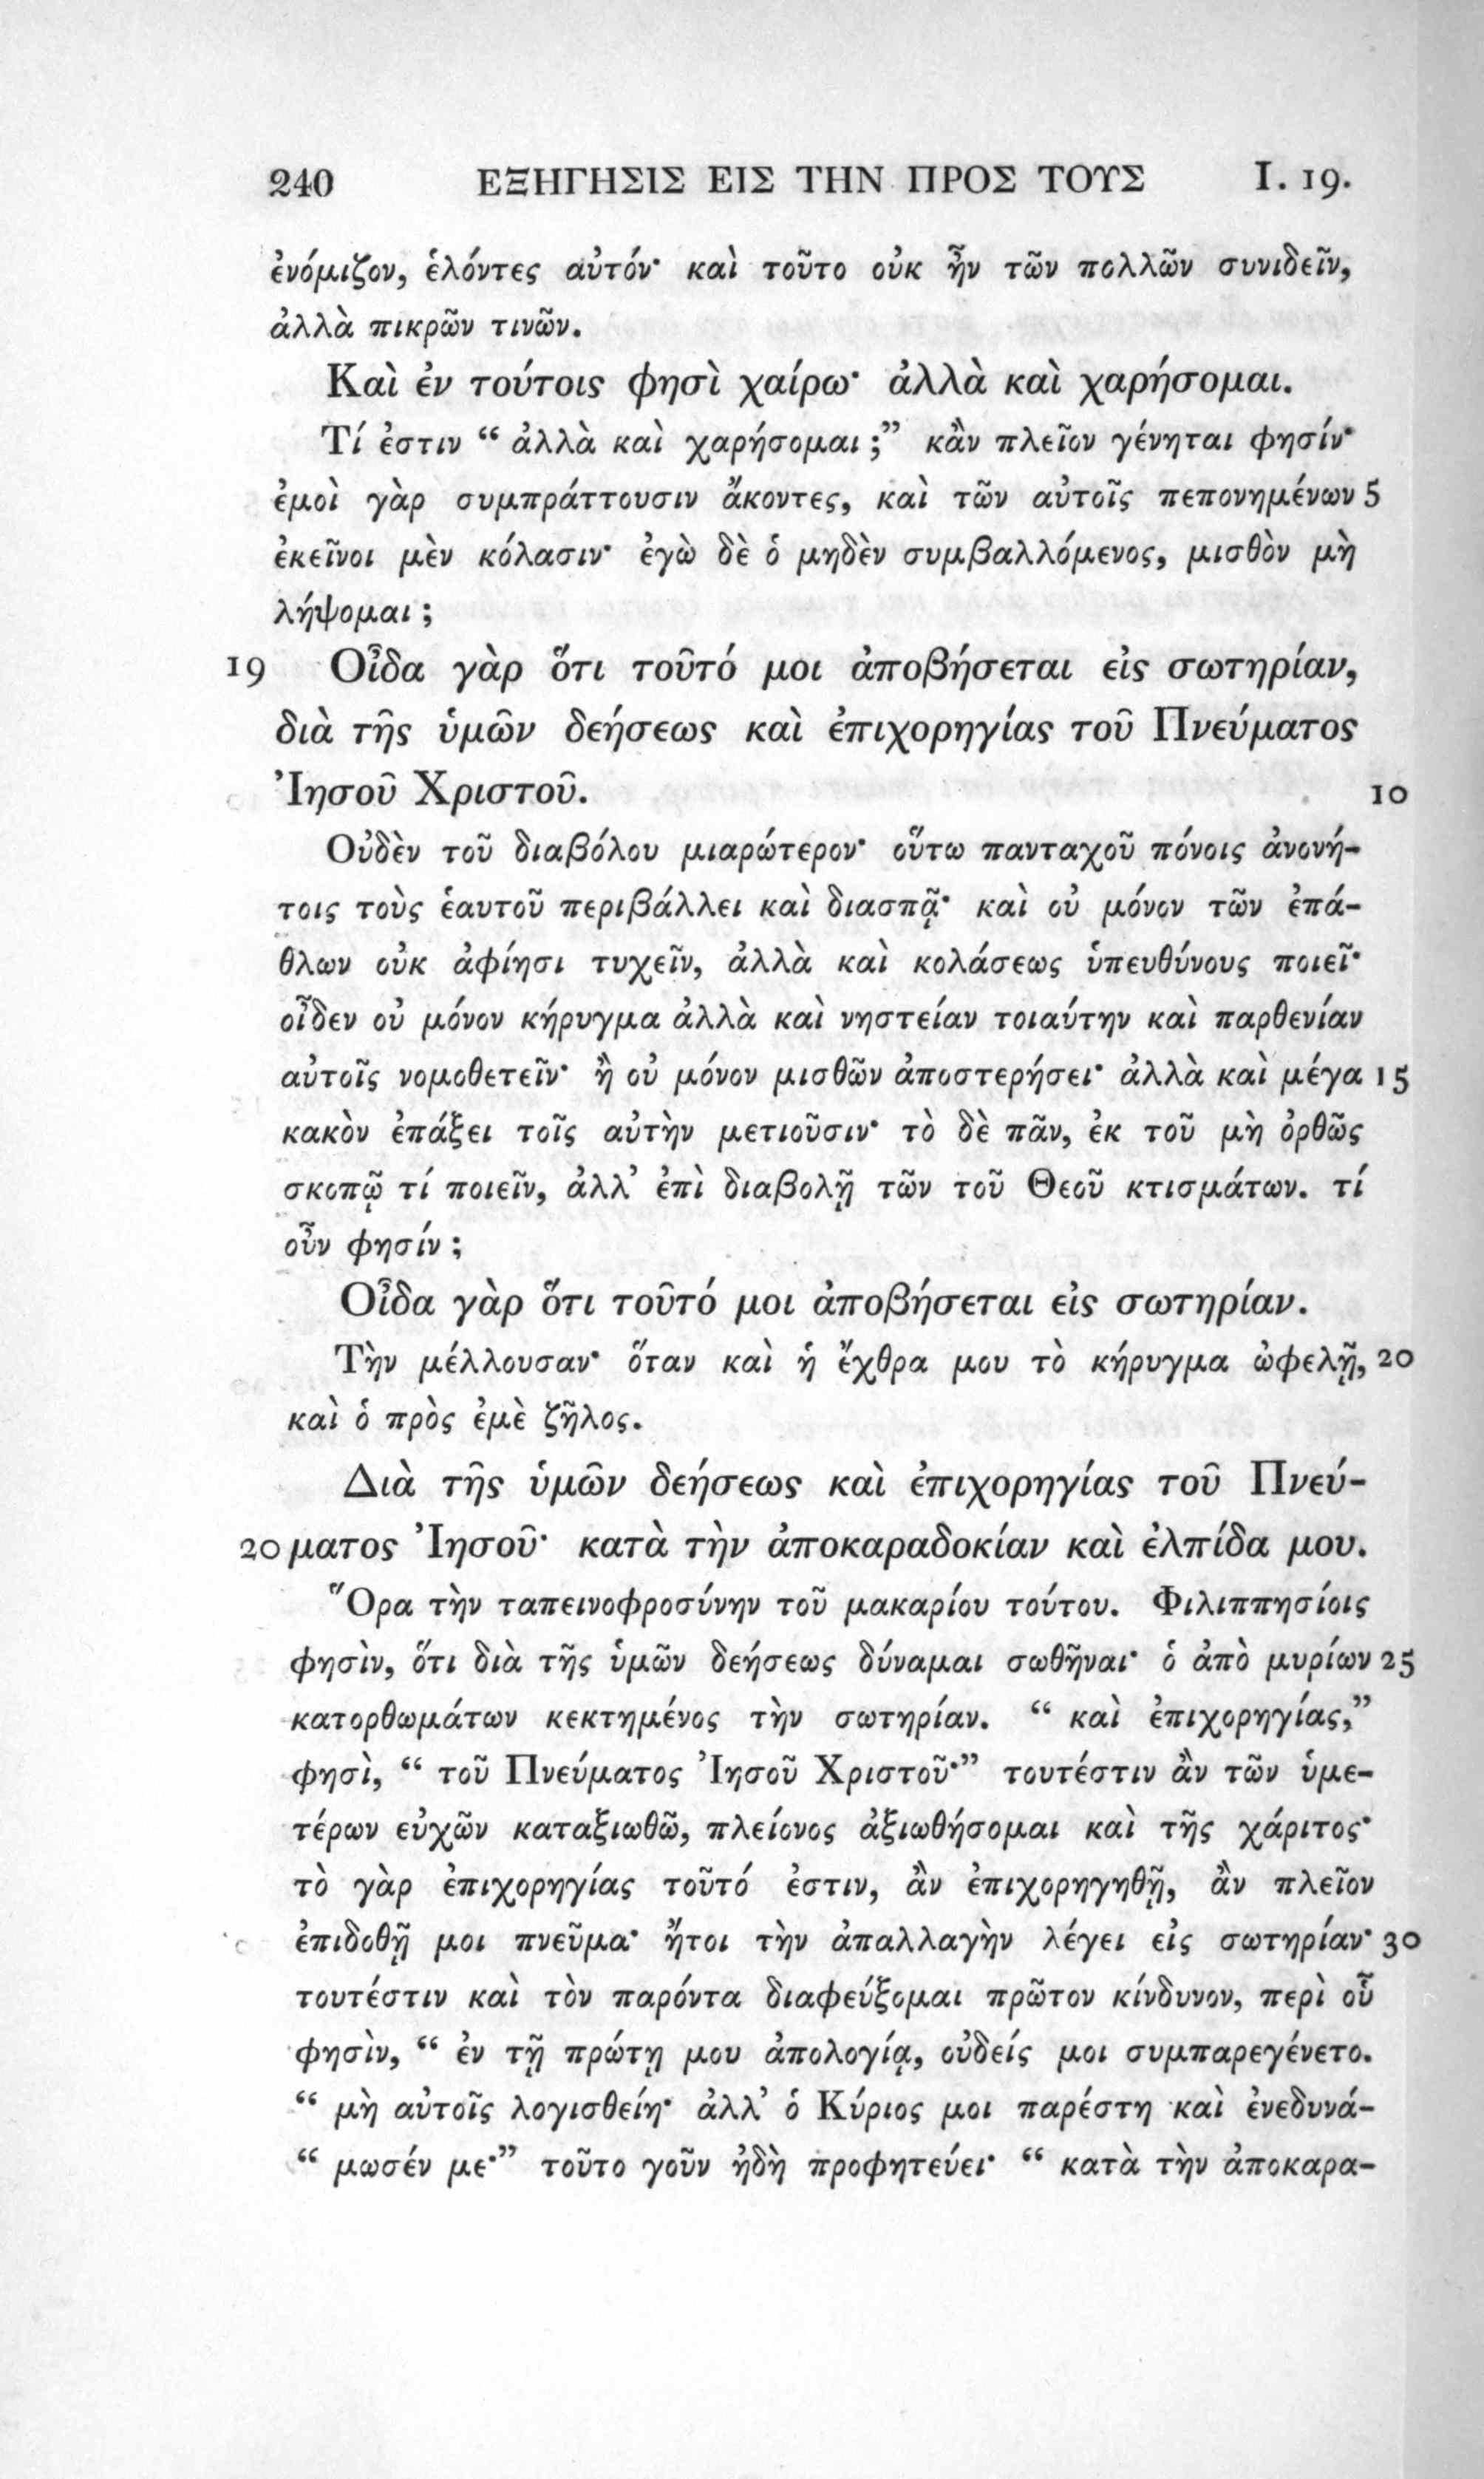 240 ΕΞΗΓΗΣΙΣ ΕΙΣ ΤΗΝ ΠΡΟΣ ΤΟΥΣ I. 19.
ἐνόμιζον, ἑλόντες αὐτόν· καὶ τοῦτο οὐκ ἦν τῶν πολλῶν συνιδεῖν,
ἀλλὰ πικρῶν τινῶν.
Καὶ ἐν τούτοις φησὶ χαίρω· ἀλλὰ καὶ χαρήσομαι.
Τί ἐστιν “ ἀλλὰ καὶ χαρήσομαι ;” κἂν πλεῖον γένηται φησίν·
ἐμοὶ γὰρ συμπράττουσιν ἄκοντες, καὶ τῶν αὐτοῖς πεπονημένων 5
ἐκεῖνοι μὲν κόλασιν· ἐγὼ δὲ ὁ μηδὲν συμβαλλόμενος, μισθὸν μὴ
λήψομαι ;
19 Οἶδα γὰρ ὅτι τοῦτό μοι ἀποβήσεται εἰς σωτηρίαν,
διὰ τῆς ὑμῶν δεήσεως καὶ ἐπιχορηγίας τοῦ Πνεύματος
Ἰησοῦ Χριστοῦ. 10
Οὐδὲν τοῦ διαβόλου μιαρώτερον· οὕτω πανταχοῦ πόνοις ἀνονή-
τοις τοὺς ἑαυτοῦ περιβάλλει καὶ διασπᾷ· καὶ οὐ μόνον τῶν ἐπά-
θλων οὐκ ἀφίησι τυχεῖν, ἀλλὰ καὶ κολάσεως ὑπευθύνους ποιεῖ·
οἶδεν οὐ μόνον κήρυγμα ἀλλὰ καὶ νηστείαν τοιαύτην καὶ παρθενίαν
αὐτοῖς νομοθετεῖν· ἢ οὐ μόνον μισθῶν ἀποστερήσει· ἀλλὰ καὶ μέγα 15
κακὸν ἐπάξει τοῖς αὐτὴν μετιοῦσιν· τὸ δὲ πᾶν, ἐκ τοῦ μὴ ὀρθῶς
σκοπῷ τί ποιεῖν, ἀλλ’ ἐπὶ διαβολῇ τῶν τοῦ Θεοῦ κτισμάτων. τί
οὖν φησίν ;
Οἶδα γὰρ ὅτι τοῦτό μοι ἀποβήσεται εἰς σωτηρίαν.
Τὴν μέλλουσαν· ὅταν καὶ ἡ ἔχθρα μου τὸ κήρυγμα ὠφελῇ, 20
καὶ ὁ πρὸς ἐμὲ ζῆλος.
Διὰ τῆς ὑμῶν δεήσεως καὶ ἐπιχορηγίας τοῦ Πνεύ-
20 ματος Ἰησοῦ· κατὰ τὴν ἀποκαραδοκίαν καὶ ἐλπίδα μου.
Ὅρα τὴν ταπεινοφροσύνην τοῦ μακαρίου τούτου. Φιλιππησίοις
φησὶν, ὅτι διὰ τῆς ὑμῶν δεήσεως δύναμαι σωθῆναι· ὁ ἀπὸ μυρίων 25
κατορθωμάτων κεκτημένος τὴν σωτηρίαν. “ καὶ ἐπιχορηγίας,”
φησὶ, “ τοῦ Πνεύματος Ἰησοῦ Χριστοῦ·” τουτέστιν ἂν τῶν ὑμε-
τέρων εὐχῶν καταξιωθῶ, πλείονος ἀξιωθήσομαι καὶ τῆς χάριτος·
τὸ γὰρ ἐπιχορηγίας τοῦτό ἐστιν, ἂν ἐπιχορηγηθῇ, ἂν πλεῖον
ἐπιδοθῇ μοι πνεῦμα· ἤτοι τὴν ἀπαλλαγὴν λέγει εἰς σωτηρίαν· 30
τουτέστιν καὶ τὸν παρόντα διαφεύξομαι πρῶτον κίνδυνον, περὶ οὗ
φησὶν, “ ἐν τῇ πρώτῃ μου ἀπολογίᾳ, οὐδείς μοι συμπαρεγένετο.
“ μὴ αὐτοῖς λογισθείη· ἀλλ’ ὁ Κύριος μοι παρέστη καὶ ἐνεδυνά-
“ μωσέν με·” τοῦτο γοῦν ἠδὴ προφητεύει· “ κατὰ τὴν ἀποκαρα-